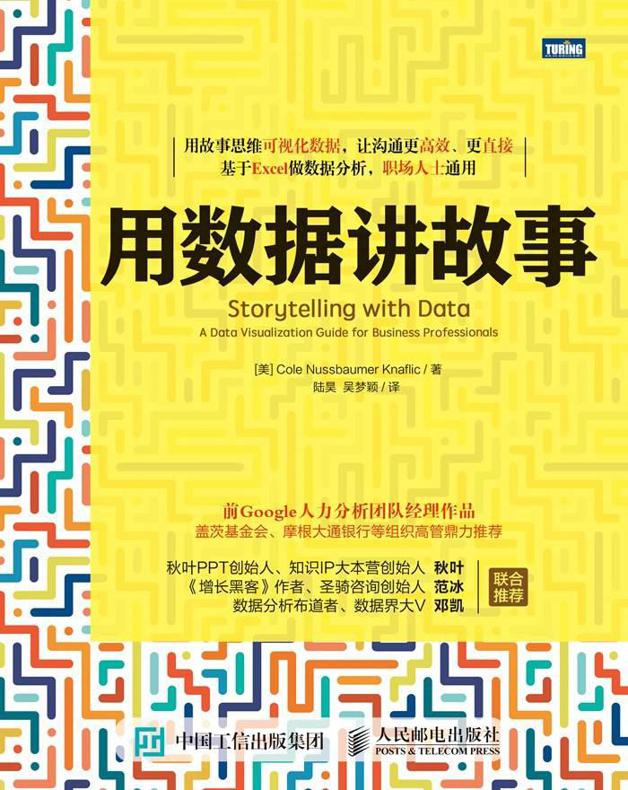 TURING
用故事思维可视化数据，让沟通更高效、更直接
基于Excel做数据分析，职场人士通用
用数据讲故事
Storytelling with Data
A Data Visualization Guide for Business Professionals
[美] Cole Nussbaumer Knaflic / 著
陆昊 吴梦颖 / 译
前Google人力分析团队经理作品
盖茨基金会、摩根大通银行等组织高管鼎力推荐
秋叶PPT创始人、知识IP大本营创始人 秋叶
《增长黑客》作者、圣骑咨询创始人 范冰
数据分析布道者、数据界大V 邓凯
联合
推荐
中国工信出版集团
人民邮电出版社
POSTS & TELECOM PRESS